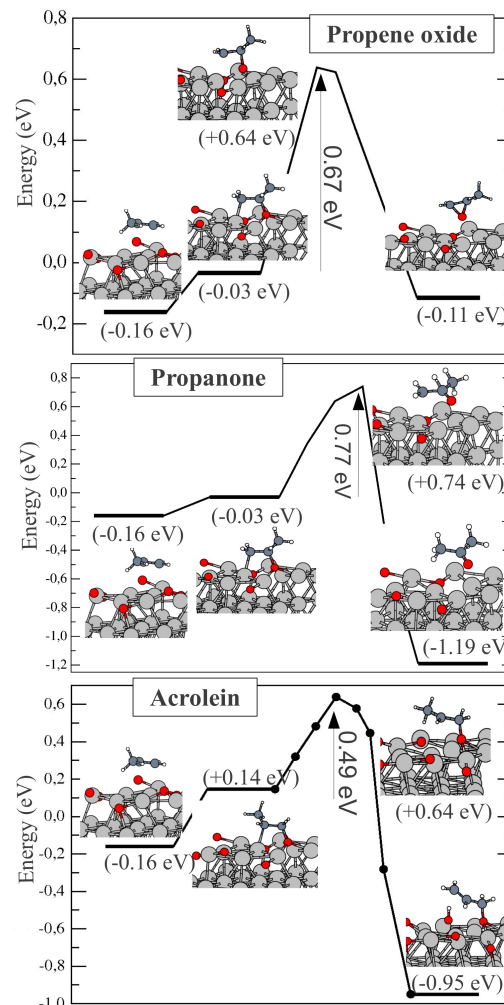 Propene oxide
Energy (eV)
0,8
0,6
0,4
0,2
0,0
-0,2
(+0.64 eV)
0.67 eV
(-0.16 eV)
(-0.03 eV)
(-0.11 eV)
Propanone
Energy (eV)
0,8
0,6
0,4
0,2
0,0
-0,2
-0,4
-0,6
-0,8
-1,0
-1,2
(-0.16 eV)
(-0.03 eV)
0.77 eV
(+0.74 eV)
(-1.19 eV
Acrolein
Energy (eV)
0,6
0,4
0,2
0,0
-0,2
-0,4
-0,6
-0,8
-1,0
(+0.14 eV)
0.49 eV
(+0.64 eV)
(-0.16 eV)
(-0.95 eV)